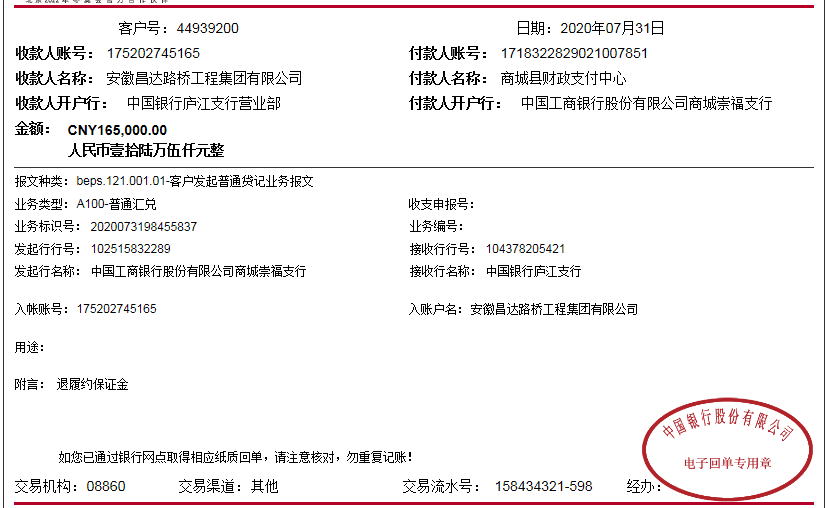 客户号：44939200 日期：2020年07月31日
收款人账号：175202745165 付款人账号：1718322829021007851
收款人名称：安徽昌达路桥工程集团有限公司 付款人名称：商城县财政支付中心
收款人开户行：中国银行庐江支行营业部 付款人开户行：中国工商银行股份有限公司商城崇福支行
金额：CNY165,000.00
人民币壹拾陆万伍仟元整
报文种类：beps.121.001.01-客户发起普通贷记业务报文
业务类型：A100-普通汇兑 收支申报号：
业务标识号：2020073198455837 业务编号：
发起行行号：102515832289 接收行行号：104378205421
发起行名称：中国工商银行股份有限公司商城崇福支行 接收行名称：中国银行庐江支行
入帐账号：175202745165 入账户名：安徽昌达路桥工程集团有限公司
用途：
附言：退履约保证金
中国银行股份有限公司
电子回单专用章
如您已通过银行网点取得相应纸质回单，请注意核对，勿重复记账！
交易机构：08860 交易渠道：其他 交易流水号：158434321-598 经办：